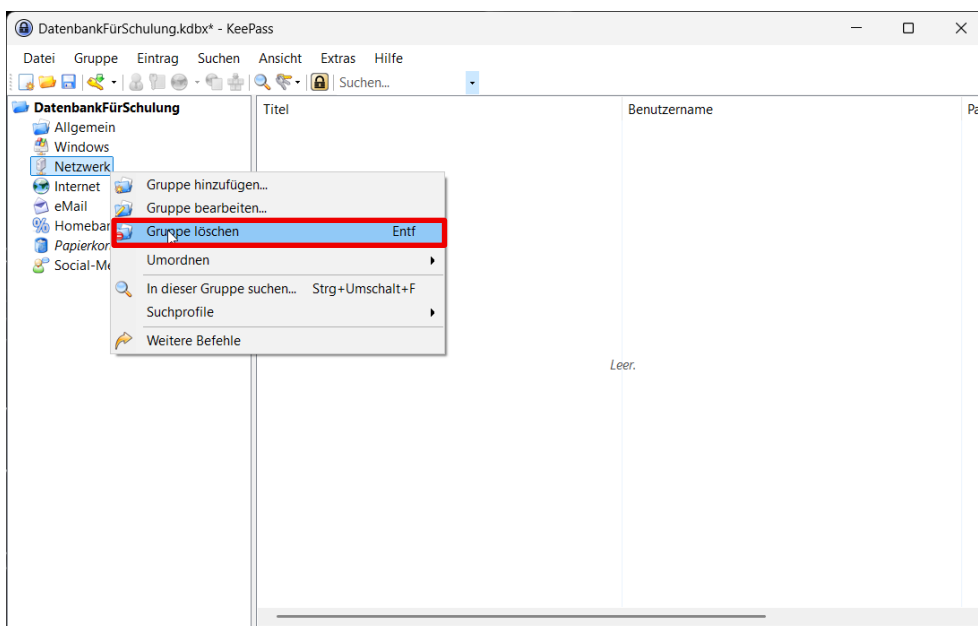 DatenbankFürSchulung.kdbx* - KeePass
Datei Gruppe Eintrag Suchen Ansicht Extras Hilfe
Suchen...
DatenbankFürSchulung
Allgemein
Windows
Netzwerk
Internet
eMail
Homeban
Papierkor
Social-Me
Titel Benutzername Pa
Gruppe hinzufügen...
Gruppe bearbeiten...
Gruppe löschen Entf
Umordnen
In dieser Gruppe suchen... Strg+Umschalt+F
Suchprofile
Weitere Befehle
Leer.